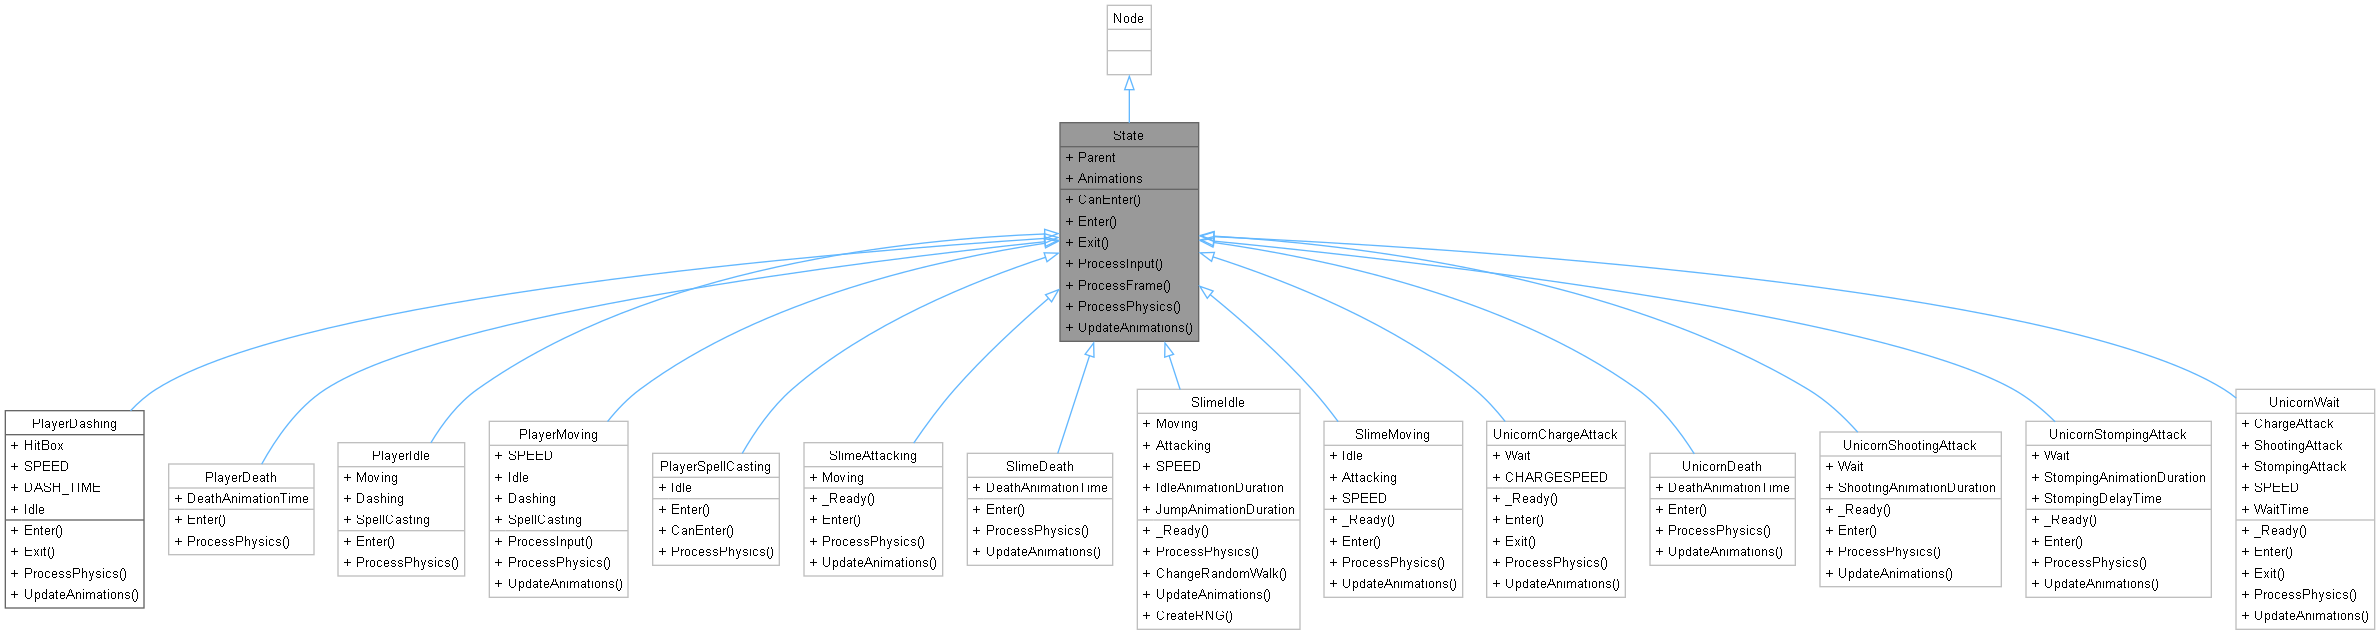 Node
State
+ Parent
+ Animations
+ CanEnter()
+ Enter()
+ Exit()
+ ProcessInput()
+ ProcessFrame()
+ ProcessPhysics()
+ UpdateAnimations()
PlayerDashing
+ HitBox
+ SPEED
+ DASH_TIME
+ Idle
+ Enter()
+ Exit()
+ ProcessPhysics()
+ UpdateAnimations()
PlayerDeath
+ DeathAnimationTime
+ Enter()
+ ProcessPhysics()
PlayerIdle
+ Moving
+ Dashing
+ SpellCasting
+ Enter()
+ ProcessPhysics()
PlayerMoving
+ SPEED
+ Idle
+ Dashing
+ SpellCasting
+ ProcessInput()
+ ProcessPhysics()
+ UpdateAnimations()
PlayerSpellCasting
+ Idle
+ Enter()
+ CanEnter()
+ ProcessPhysics()
SlimeAttacking
+ Moving
+ _Ready()
+ Enter()
+ ProcessPhysics()
+ UpdateAnimations()
SlimeDeath
+ DeathAnimationTime
+ Enter()
+ ProcessPhysics()
+ UpdateAnimations()
SlimeIdle
+ Moving
+ Attacking
+ SPEED
+ IdleAnimationDuration
+ JumpAnimationDuration
+ _Ready()
+ ProcessPhysics()
+ ChangeRandomWalk()
+ UpdateAnimations()
+ CreateRNG()
SlimeMoving
+ Idle
+ Attacking
+ SPEED
+ _Ready()
+ Enter()
+ ProcessPhysics()
+ UpdateAnimations()
UnicornChargeAttack
+ Wait
+ CHARGESPEED
+ _Ready()
+ Enter()
+ Exit()
+ ProcessPhysics()
+ UpdateAnimations()
UnicornDeath
+ DeathAnimationTime
+ Enter()
+ ProcessPhysics()
+ UpdateAnimations()
UnicornShootingAttack
+ Wait
+ ShootingAnimationDuration
+ _Ready()
+ Enter()
+ ProcessPhysics()
+ UpdateAnimations()
UnicornStompingAttack
+ Wait
+ StompingAnimationDuration
+ StompingDelayTime
+ _Ready()
+ Enter()
+ ProcessPhysics()
+ UpdateAnimations()
UnicornWait
+ ChargeAttack
+ ShootingAttack
+ StompingAttack
+ SPEED
+ WaitTime
+ _Ready()
+ Enter()
+ Exit()
+ ProcessPhysics()
+ UpdateAnimations()